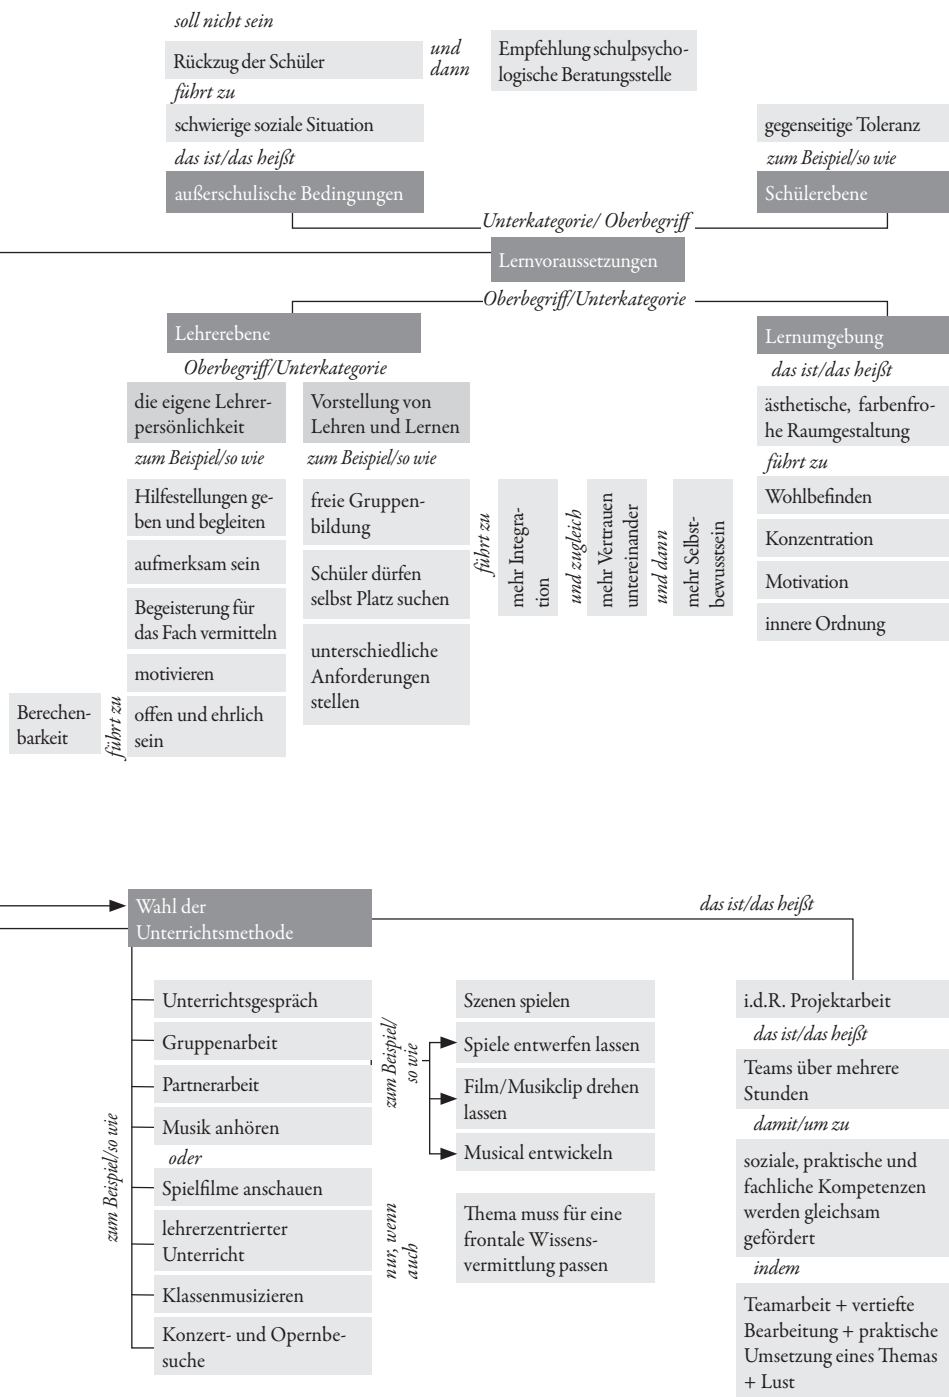 soll nicht sein
Rückzug der Schüler
und
dann
Empfehlung schulpsycho-
logische Beratungsstelle
führt zu
schwierige soziale Situation
das ist/das heißt
außerschulische Bedingungen
gegenseitige Toleranz
zum Beispiel/so wie
Schülerebene
Unterkategorie/ Oberbegriff
Lernvoraussetzungen
Oberbegriff/Unterkategorie
Lehrerebene
Oberbegriff/Unterkategorie
die eigene Lehrer-
persönlichkeit
zum Beispiel/so wie
Hilfestellungen ge-
ben und begleiten
aufmerksam sein
Begeisterung für
das Fach vermitteln
motivieren
offen und ehrlich
sein
führt zu
Berechen-
barkeit
Vorstellung von
Lehren und Lernen
zum Beispiel/so wie
freie Gruppen-
bildung
Schüler dürfen
selbst Platz suchen
unterschiedliche
Anforderungen
stellen
führt zu
mehr Integra-
tion
und zugleich
mehr Vertrauen
untereinander
und dann
mehr Selbst-
bewusstsein
Lernumgebung
das ist/das heißt
ästhetische, farbenfro-
he Raumgestaltung
führt zu
Wohlbefinden
Konzentration
Motivation
innere Ordnung
Wahl der
Unterrichtsmethode
zum Beispiel/so wie
Unterrichtsgespräch
Gruppenarbeit
Partnerarbeit
Musik anhören
oder
Spielfilme anschauen
lehrerzentrierter
Unterricht
Klassenmusizieren
Konzert- und Opernbe-
suche
zum Beispiel/
so wie
Szenen spielen
Spiele entwerfen lassen
Film/Musikclip drehen
lassen
Musical entwickeln
nur, wenn
auch
Thema muss für eine
frontale Wissens-
vermittlung passen
das ist/das heißt
i.d.R. Projektarbeit
das ist/das heißt
Teams über mehrere
Stunden
damit/um zu
soziale, praktische und
fachliche Kompetenzen
werden gleichsam
gefördert
indem
Teamarbeit + vertiefte
Bearbeitung + praktische
Umsetzung eines Themas
+ Lust